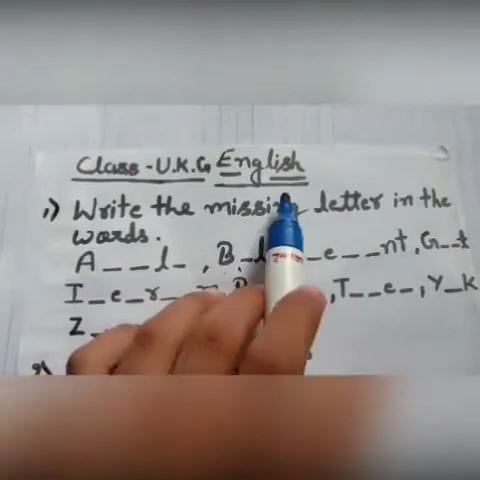 Class - U.K.G English
1) Write the missing letter in the
words.
A _ _ l _ , B _ l _ e _ _ nt , G _ _ t
I _ e _ r _ , T _ _ e _ , Y _ k
Z _